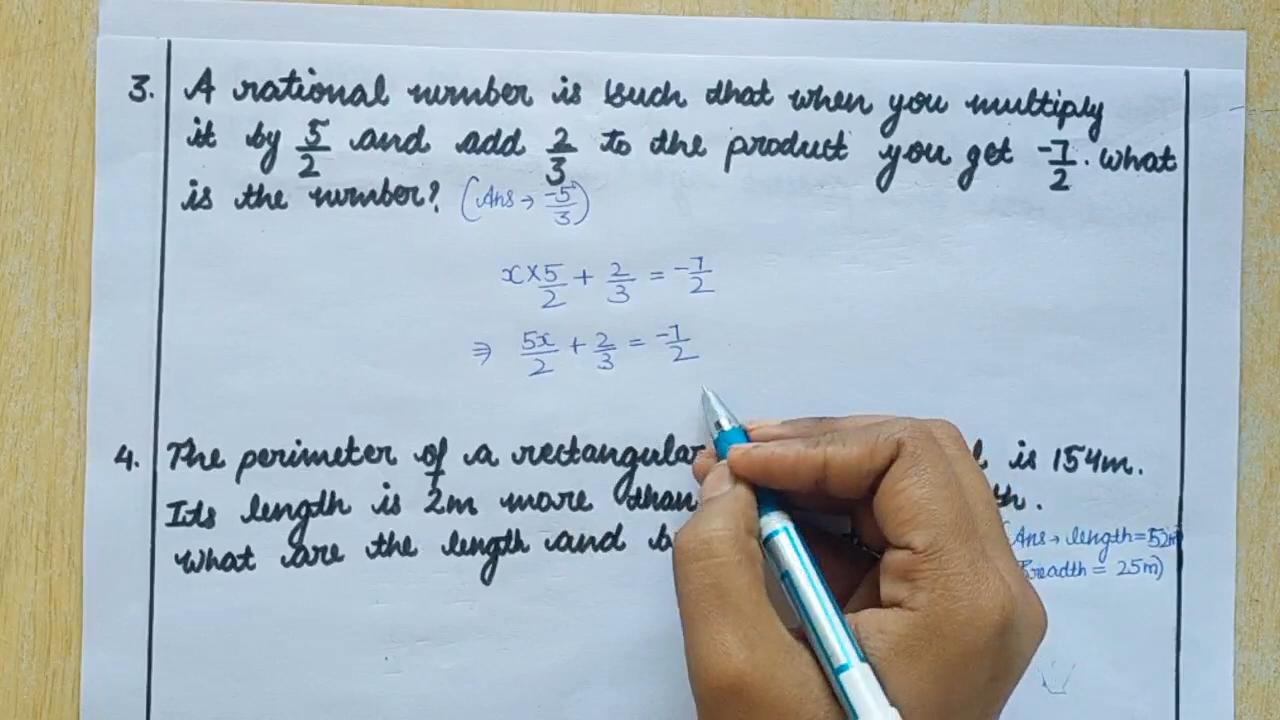 3. A rational number is such that when you multiply
it by 5/2 and add 2/3 to the product you get -7/2. What
is the number? (Ans → -5/3)
x×5/2 + 2/3 = -7/2
⇒ 5x/2 + 2/3 = -7/2
4. The perimeter of a rectangular is 154m.
Its length is 2m more than
What are the length and
Ans → length = 52m
Breadth = 25m)